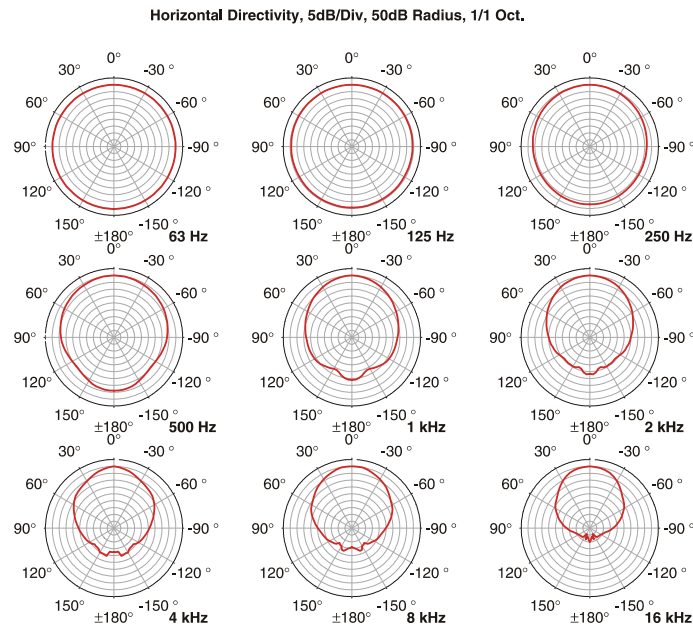 Horizontal Directivity, 5dB/Div, 50dB Radius, 1/1 Oct.
0° 0° 0°
30° -30 ° 30° -30 ° 30° -30 °
60° -60 ° 60° -60 ° 60° -60 °
90° -90 ° 90° -90 ° 90° -90 °
120° -120 ° 120° -120 ° 120° -120 °
150° -150 ° 150° -150 ° 150° -150 °
±180° 63 Hz ±180° 125 Hz ±180° 250 Hz
0° 0° 0°
30° -30 ° 30° -30 ° 30° -30 °
60° -60 ° 60° -60 ° 60° -60 °
90° -90 ° 90° -90 ° 90° -90 °
120° -120 ° 120° -120 ° 120° -120 °
150° -150 ° 150° -150 ° 150° -150 °
±180° 500 Hz ±180° 1 kHz ±180° 2 kHz
0° 0° 0°
30° -30 ° 30° -30 ° 30° -30 °
60° -60 ° 60° -60 ° 60° -60 °
90° -90 ° 90° -90 ° 90° -90 °
120° -120 ° 120° -120 ° 120° -120 °
150° -150 ° 150° -150 ° 150° -150 °
±180° 4 kHz ±180° 8 kHz ±180° 16 kHz